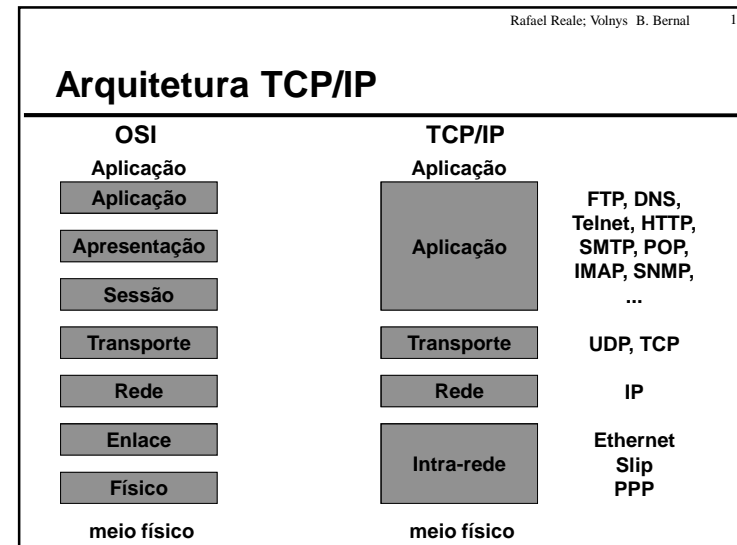 Rafael Reale; Volnys B. Bernal 1
Arquitetura TCP/IP
OSI
Aplicação
Aplicação
Apresentação
Sessão
Transporte
Rede
Enlace
Físico
meio físico
TCP/IP
Aplicação
Aplicação
Transporte
Rede
Intra-rede
meio físico
FTP, DNS,
Telnet, HTTP,
SMTP, POP,
IMAP, SNMP,
...
UDP, TCP
IP
Ethernet
Slip
PPP